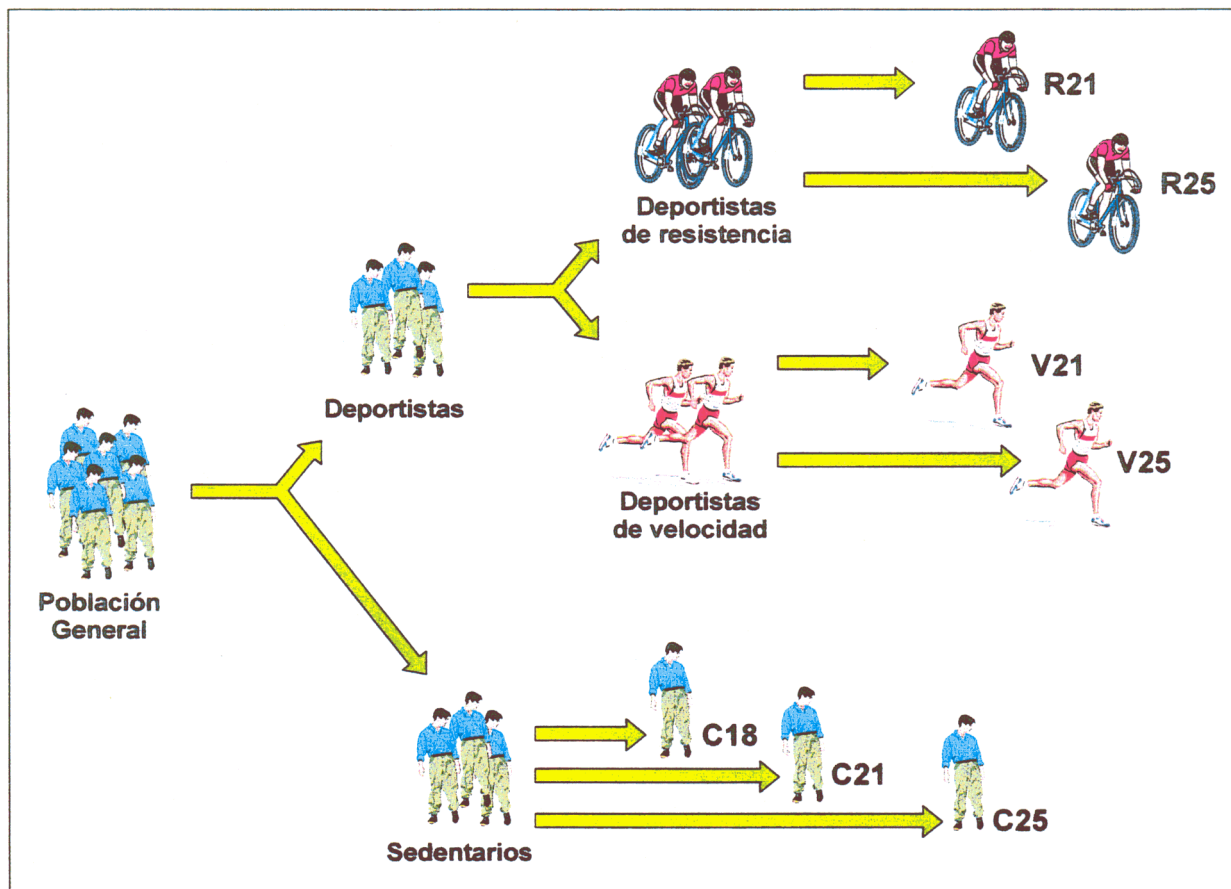 R21
R25
Deportistas
de resistencia
Deportistas
V21
V25
Deportistas
de velocidad
Población
General
C18
C21
C25
Sedentarios